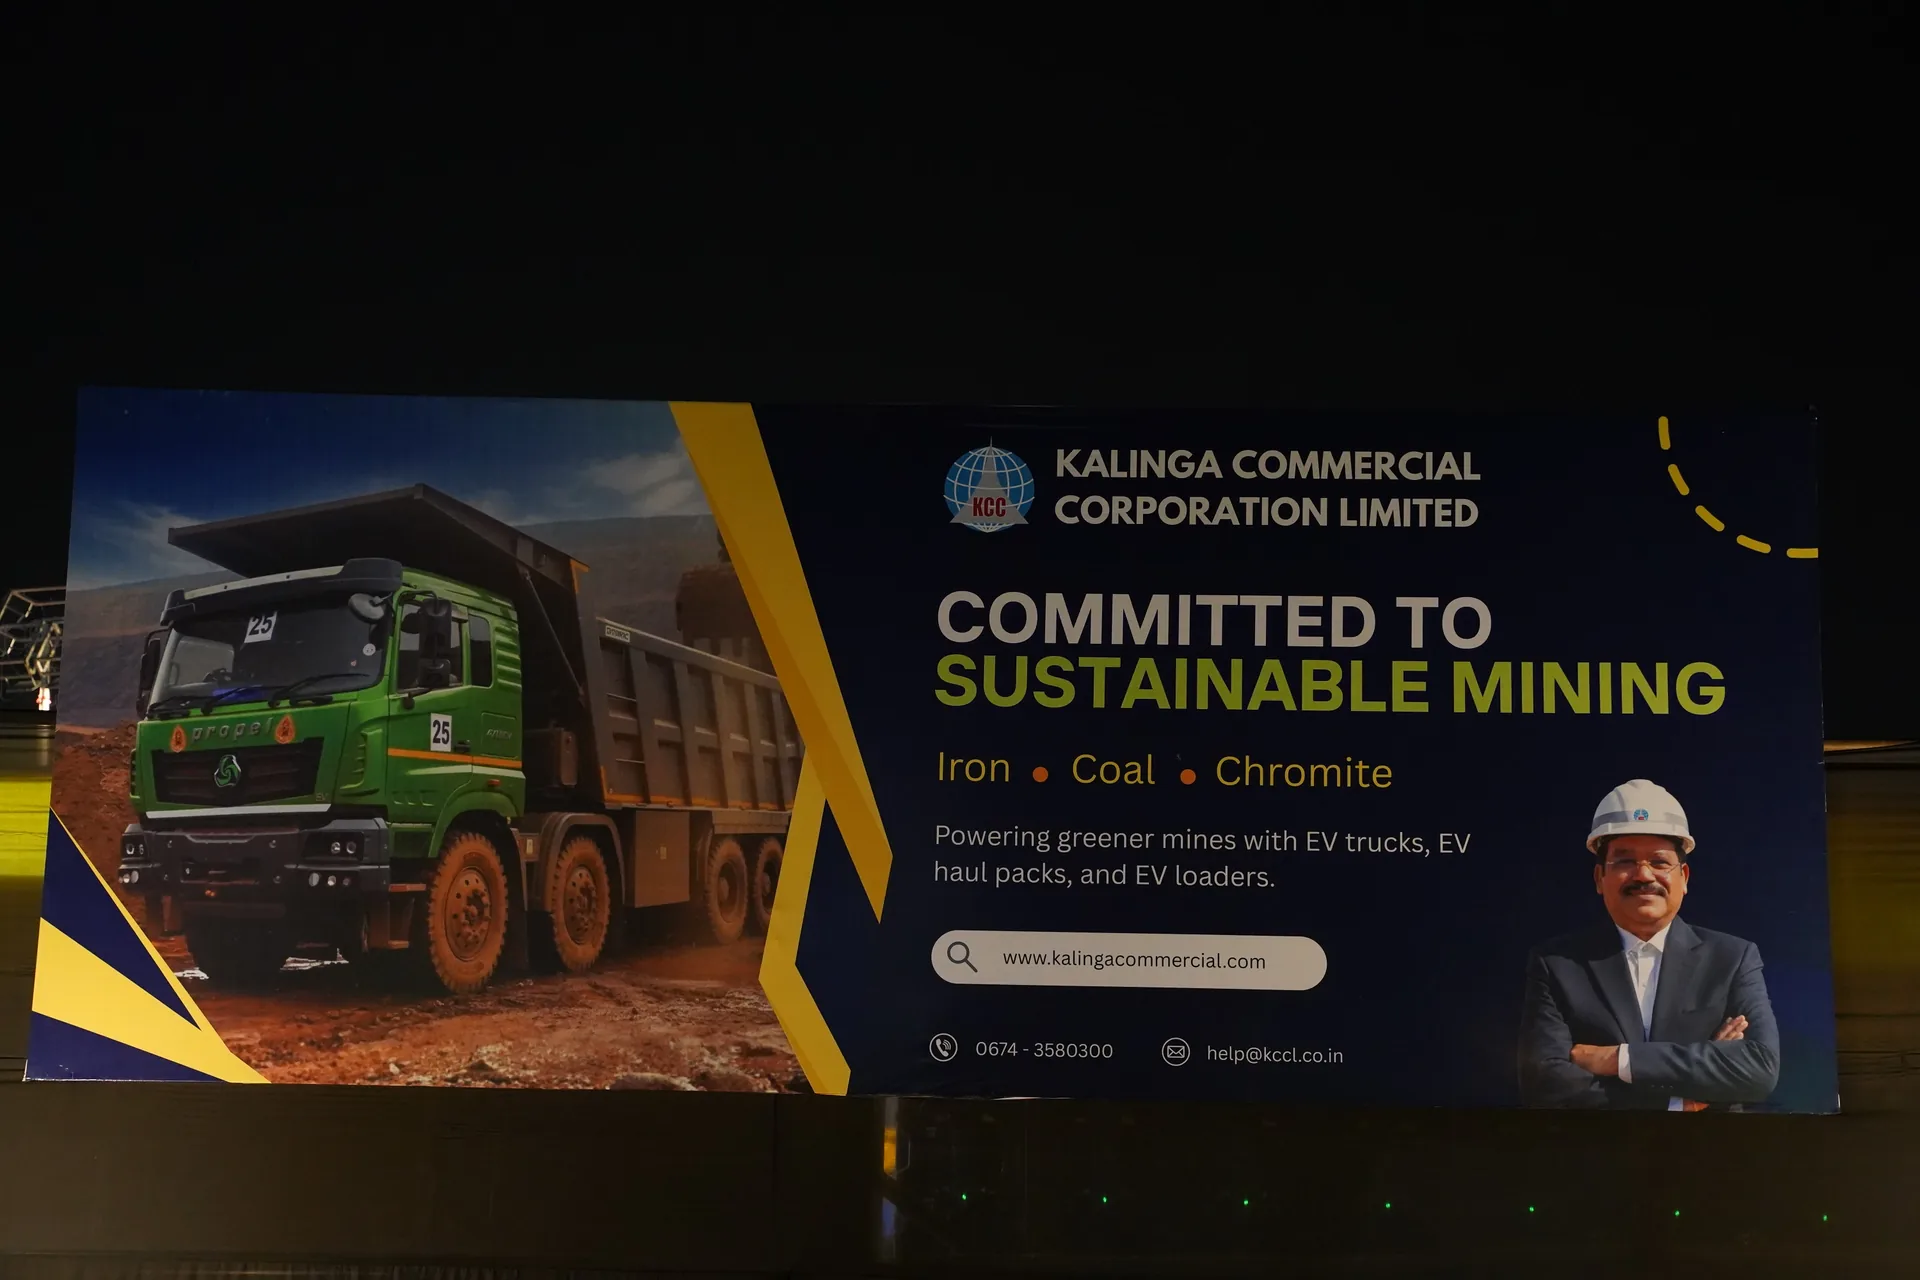 25
propel
25
KCC
KALINGA COMMERCIAL
CORPORATION LIMITED
COMMITTED TO
SUSTAINABLE MINING
Iron • Coal • Chromite
Powering greener mines with EV trucks, EV
haul packs, and EV loaders.
www.kalingacommercial.com
0674 - 3580300
help@kccl.co.in